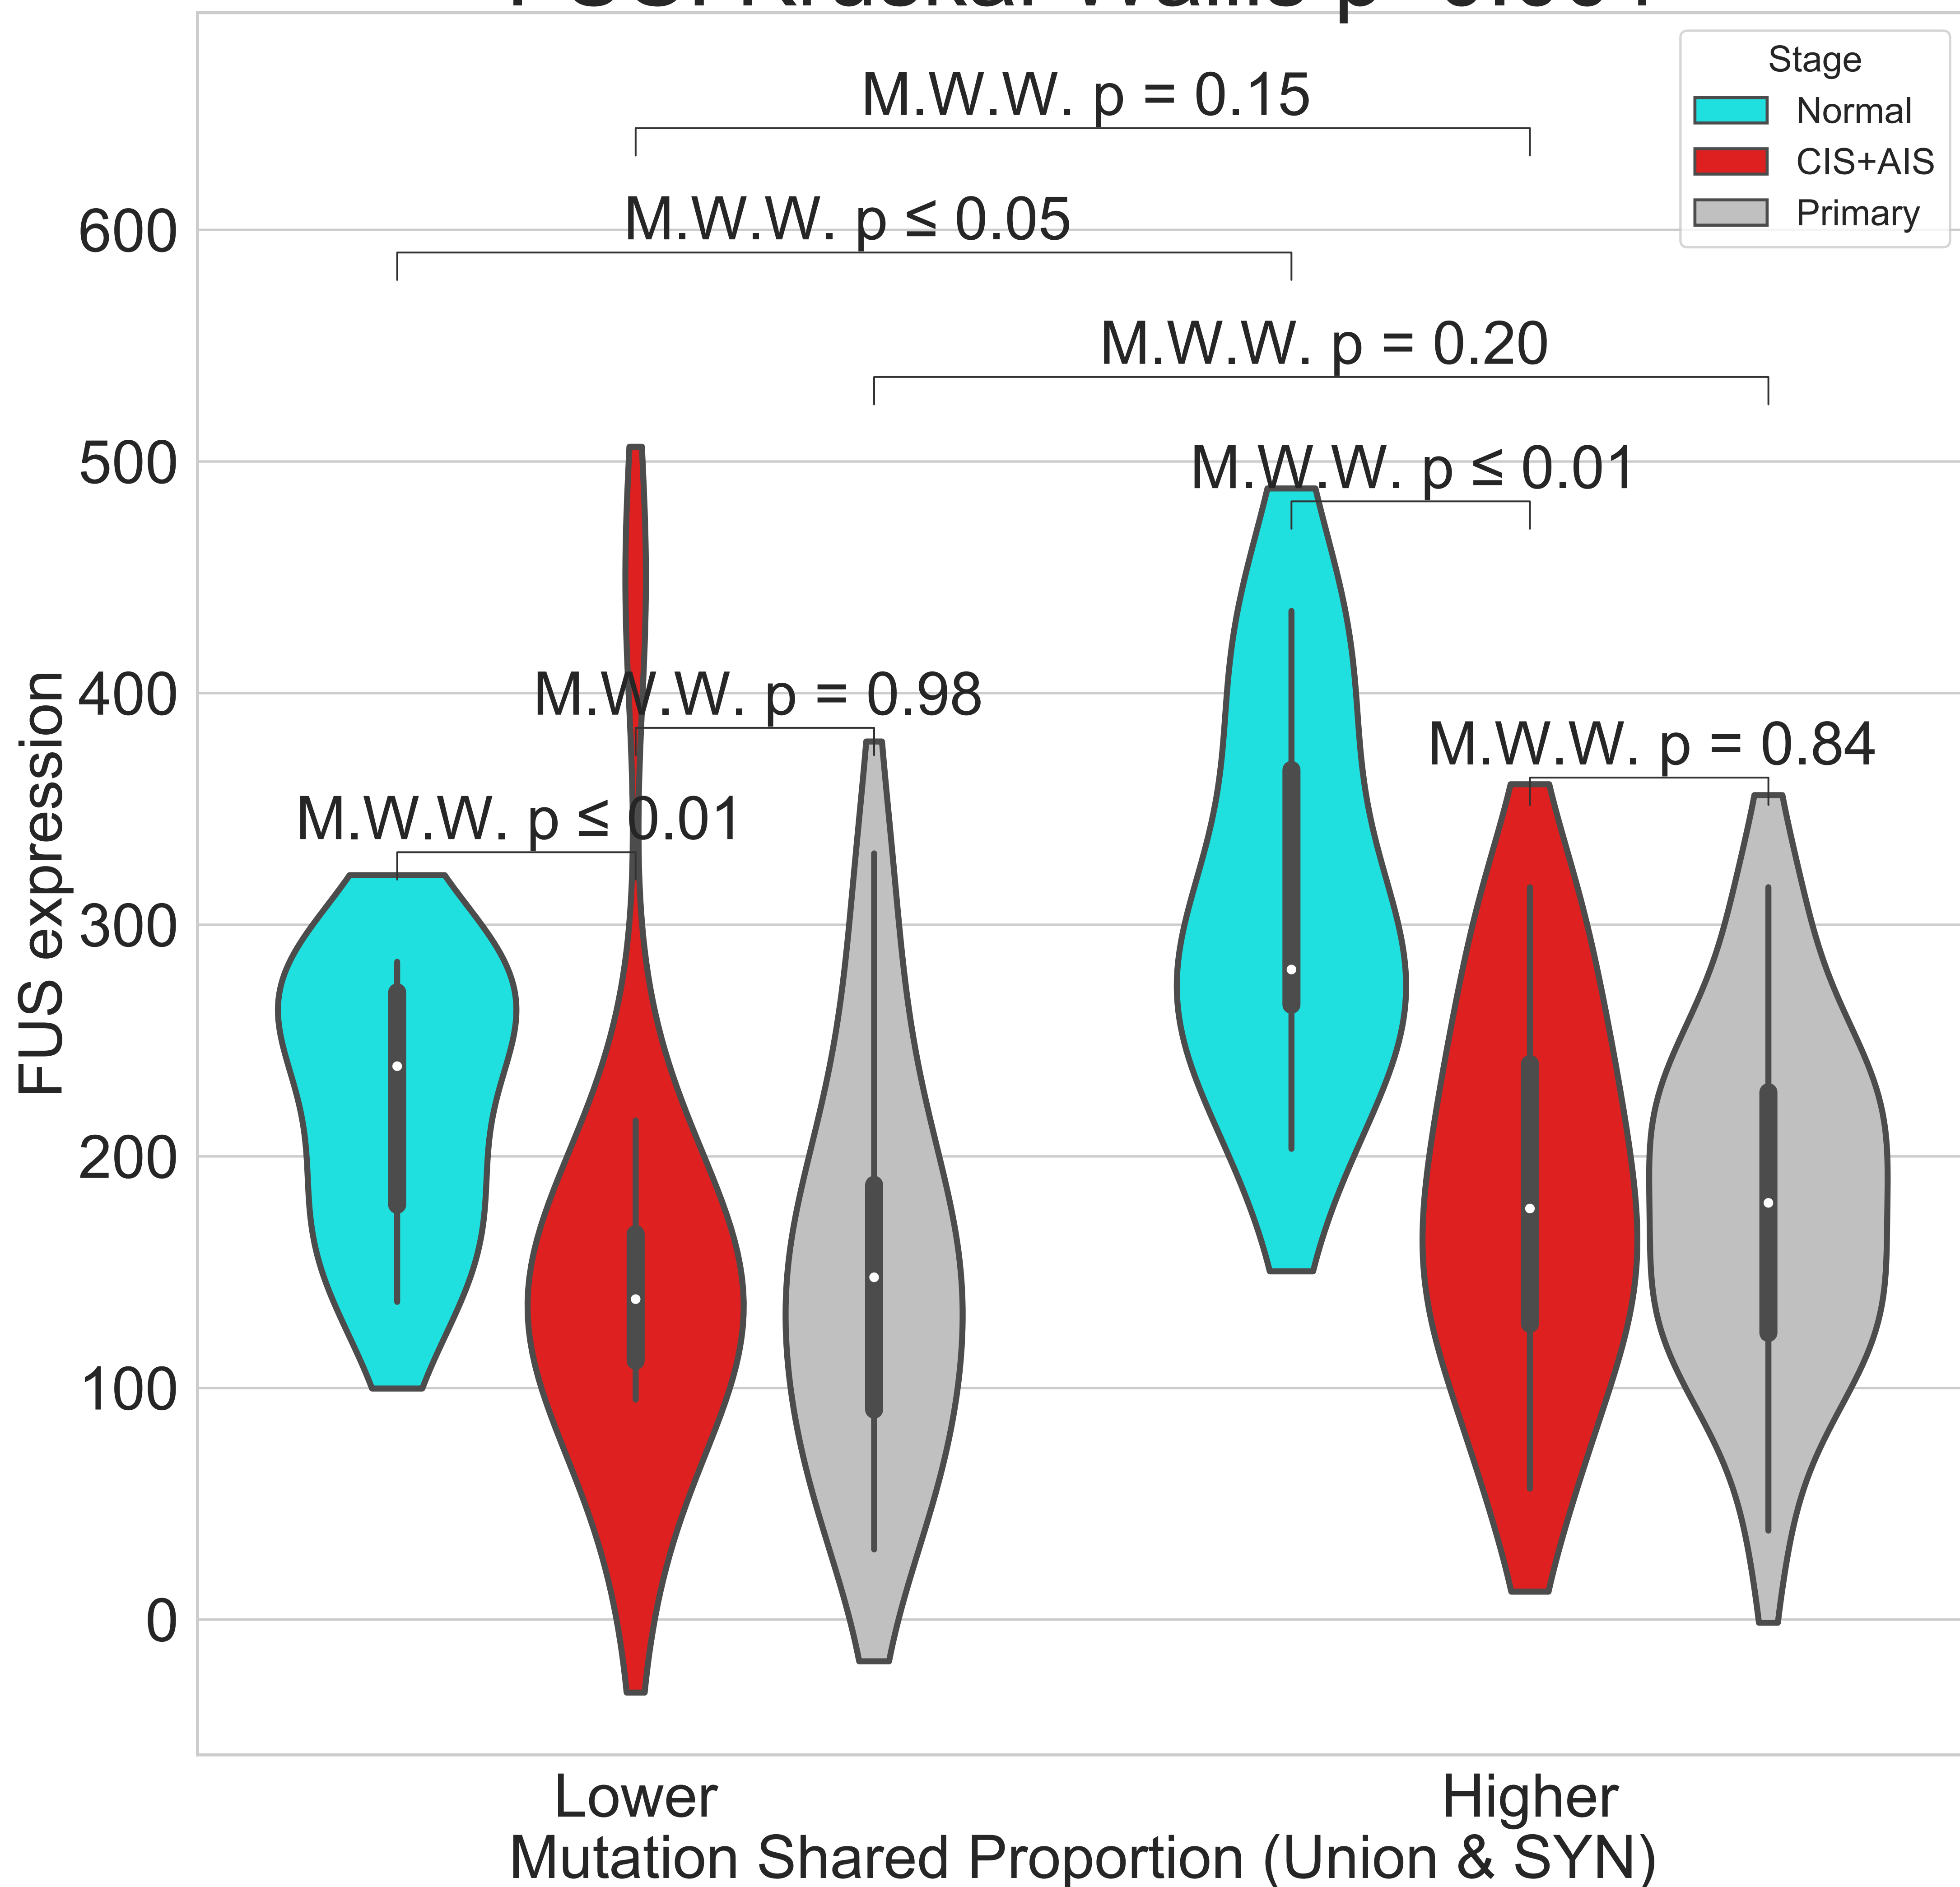 Stage
Normal
CIS+AIS
Primary
M.W.W. p = 0.15
M.W.W. p ≤ 0.05
M.W.W. p = 0.20
M.W.W. p ≤ 0.01
M.W.W. p = 0.98
M.W.W. p = 0.84
M.W.W. p ≤ 0.01
600
500
400
300
200
100
0
FUS expression
Lower
Higher
Mutation Shared Proportion (Union & SYN)